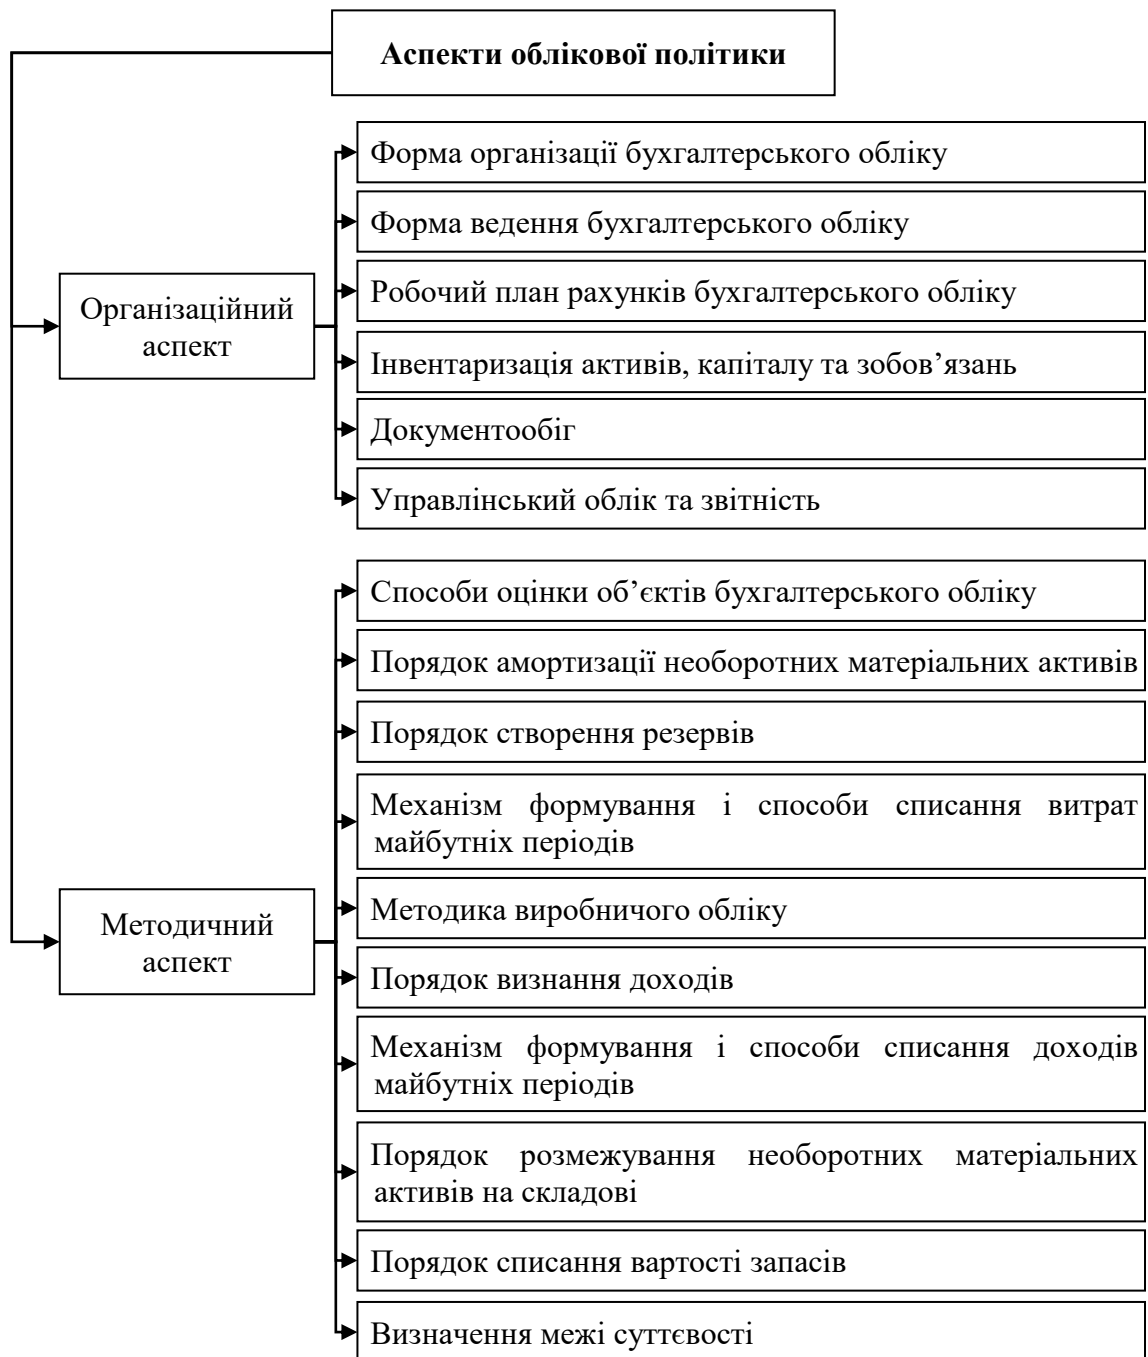 Аспекти облікової політики
Форма організації бухгалтерського обліку
Форма ведення бухгалтерського обліку
Робочий план рахунків бухгалтерського обліку
Організаційний
аспект
Інвентаризація активів, капіталу та зобов’язань
Документообіг
Управлінський облік та звітність
Способи оцінки об’єктів бухгалтерського обліку
Порядок амортизації необоротних матеріальних активів
Порядок створення резервів
Механізм формування і способи списання витрат
майбутніх періодів
Методика виробничого обліку
Методичний
аспект
Порядок визнання доходів
Механізм формування і способи списання доходів
майбутніх періодів
Порядок розмежування необоротних матеріальних
активів на складові
Порядок списання вартості запасів
Визначення межі суттєвості